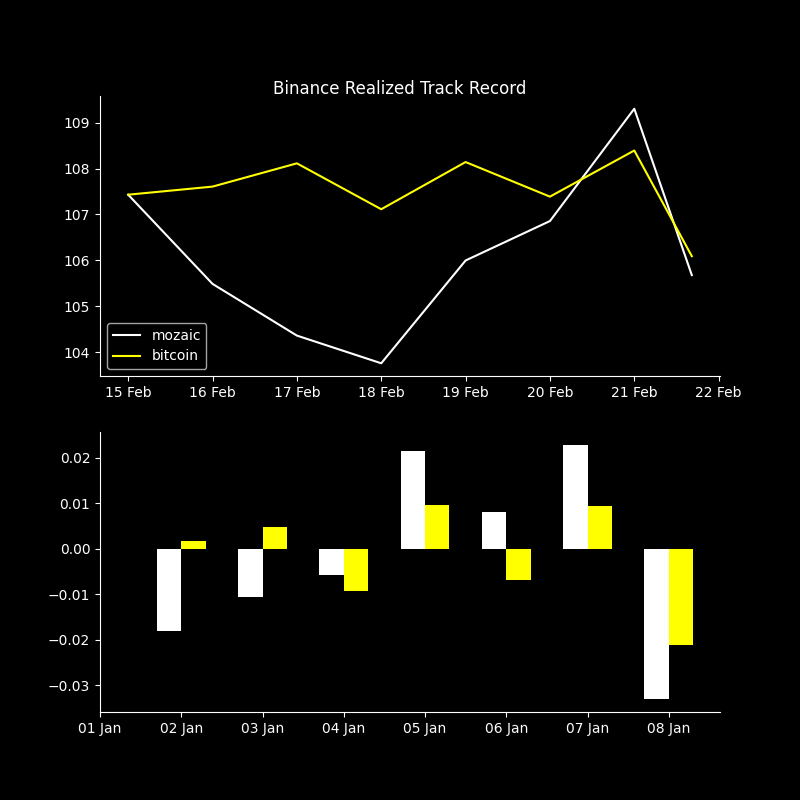 Binance Realized Track Record
109
108
107
106
105
104
mozaic
bitcoin
15 Feb 16 Feb 17 Feb 18 Feb 19 Feb 20 Feb 21 Feb 22 Feb
0.02
0.01
0.00
−0.01
−0.02
−0.03
01 Jan 02 Jan 03 Jan 04 Jan 05 Jan 06 Jan 07 Jan 08 Jan